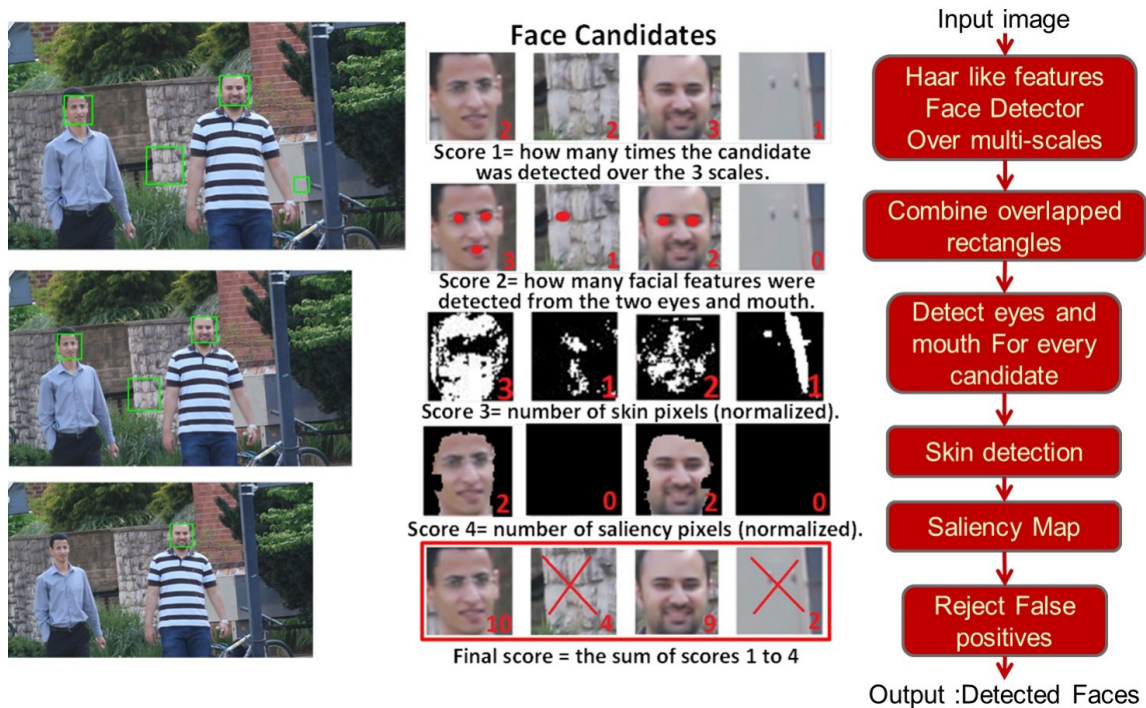 Face Candidates
2 2 3 1
Score 1= how many times the candidate
was detected over the 3 scales.
3 1 2 0
Score 2= how many facial features were
detected from the two eyes and mouth.
3 1 2 1
Score 3= number of skin pixels (normalized).
2 0 2 0
Score 4= number of saliency pixels (normalized).
10 4 9 2
Final score = the sum of scores 1 to 4
Input image
Haar like features
Face Detector
Over multi-scales
Combine overlapped
rectangles
Detect eyes and
mouth For every
candidate
Skin detection
Saliency Map
Reject False
positives
Output :Detected Faces